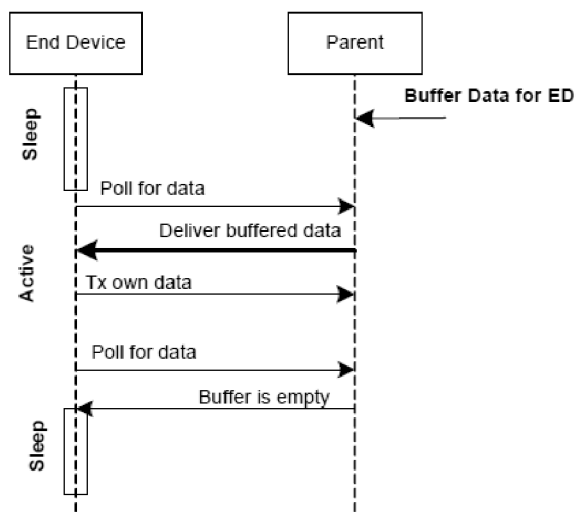 End Device
Parent
Buffer Data for ED
Sleep
Poll for data
Deliver buffered data
Active
Tx own data
Poll for data
Buffer is empty
Sleep